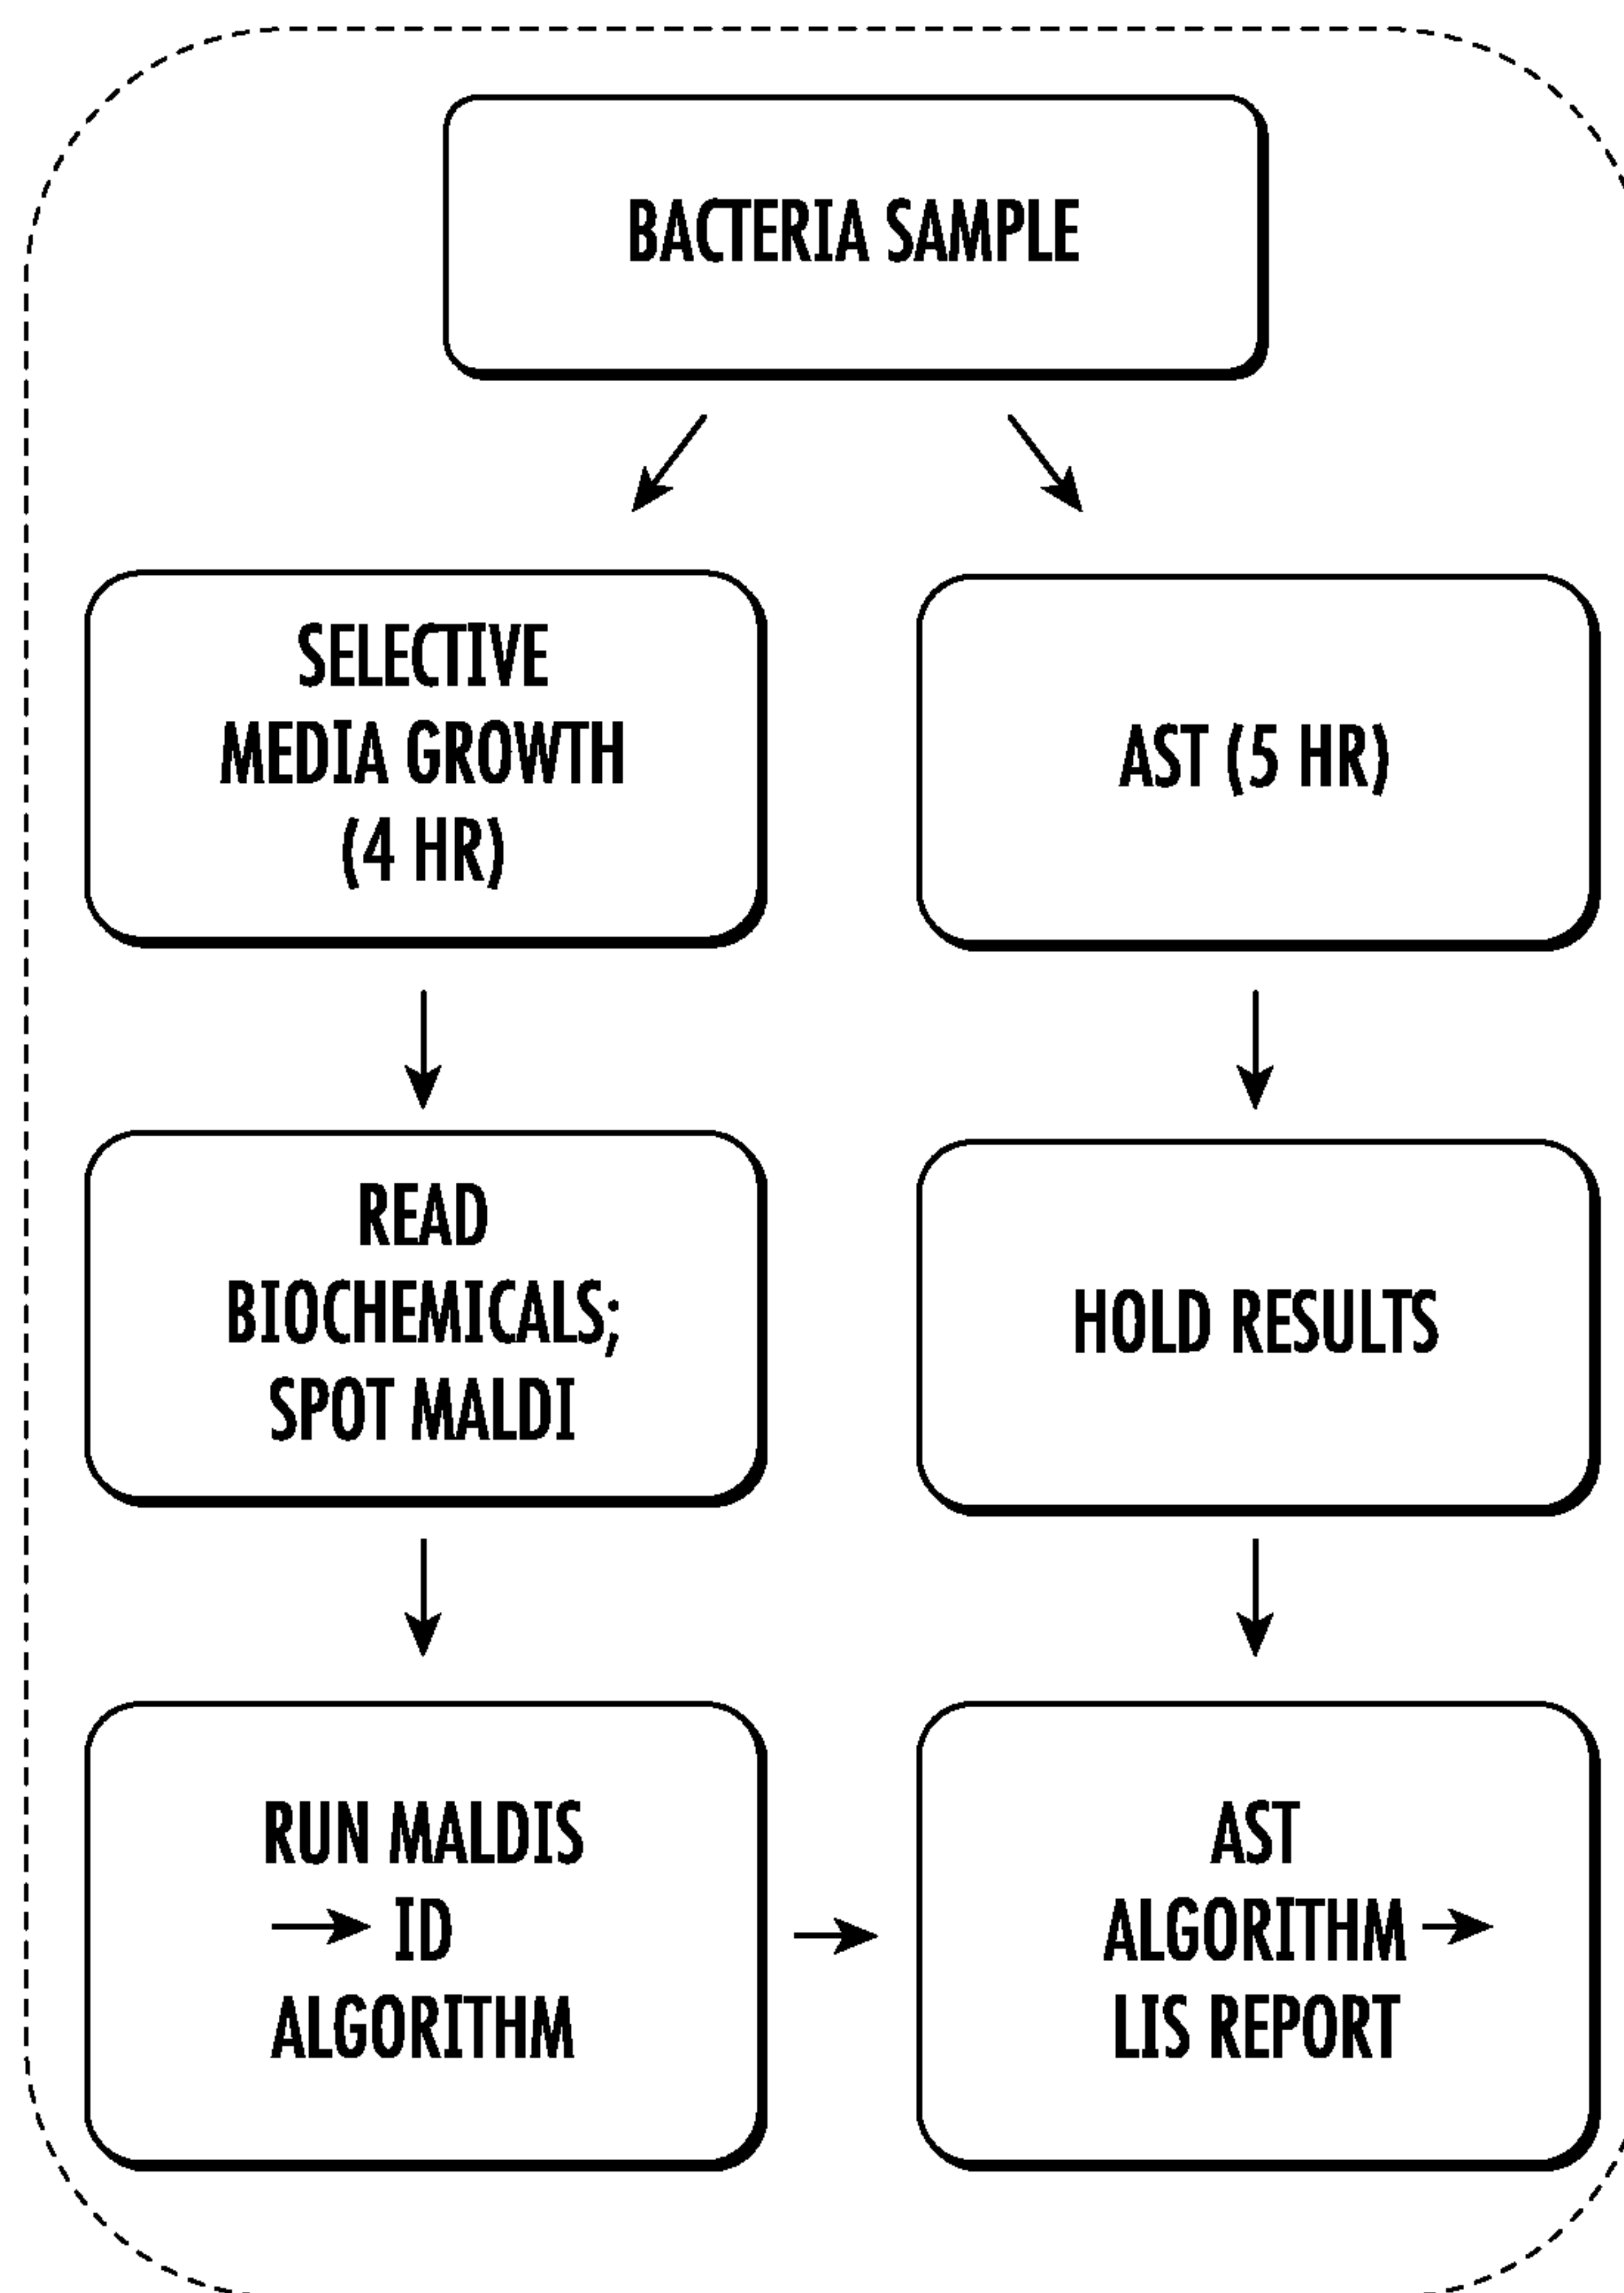 BACTERIA SAMPLE
SELECTIVE
MEDIA GROWTH
(4 HR)
AST (5 HR)
READ
BIOCHEMICALS;
SPOT MALDI
HOLD RESULTS
RUN MALDIS
→ ID
ALGORITHM
AST
ALGORITHM →
LIS REPORT